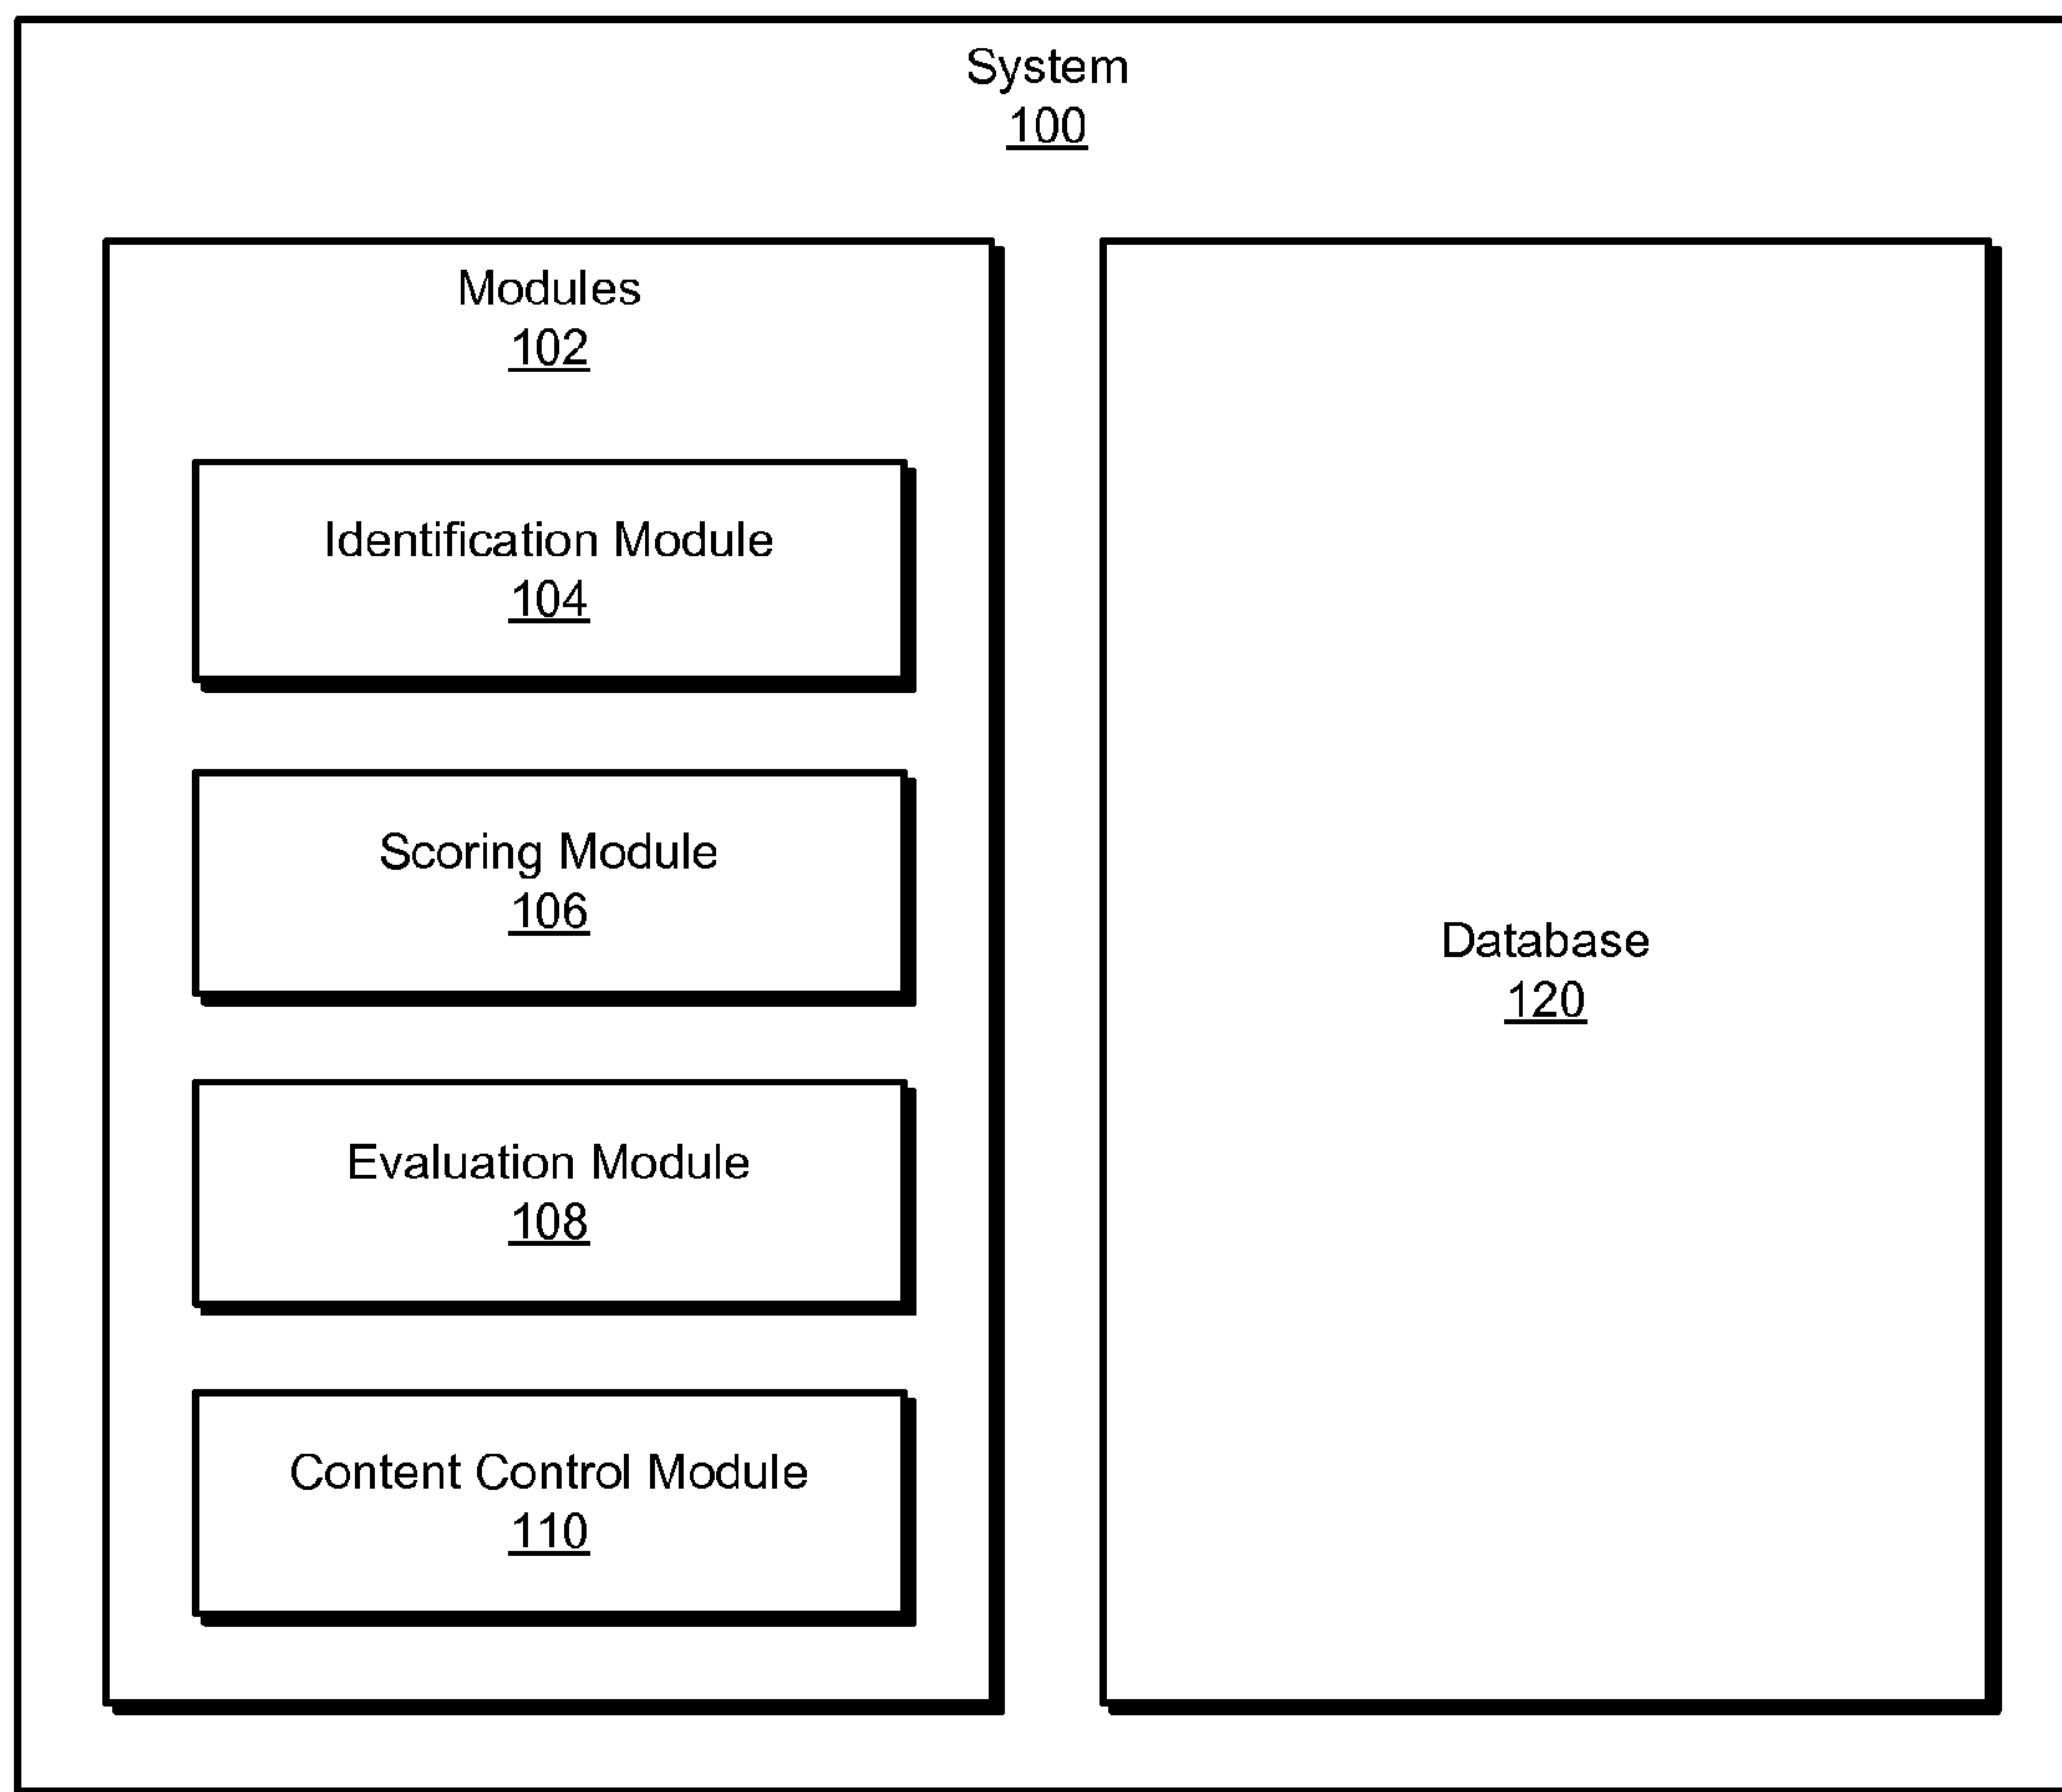 System
100
Modules
102
Identification Module
104
Scoring Module
106
Evaluation Module
108
Content Control Module
110
Database
120